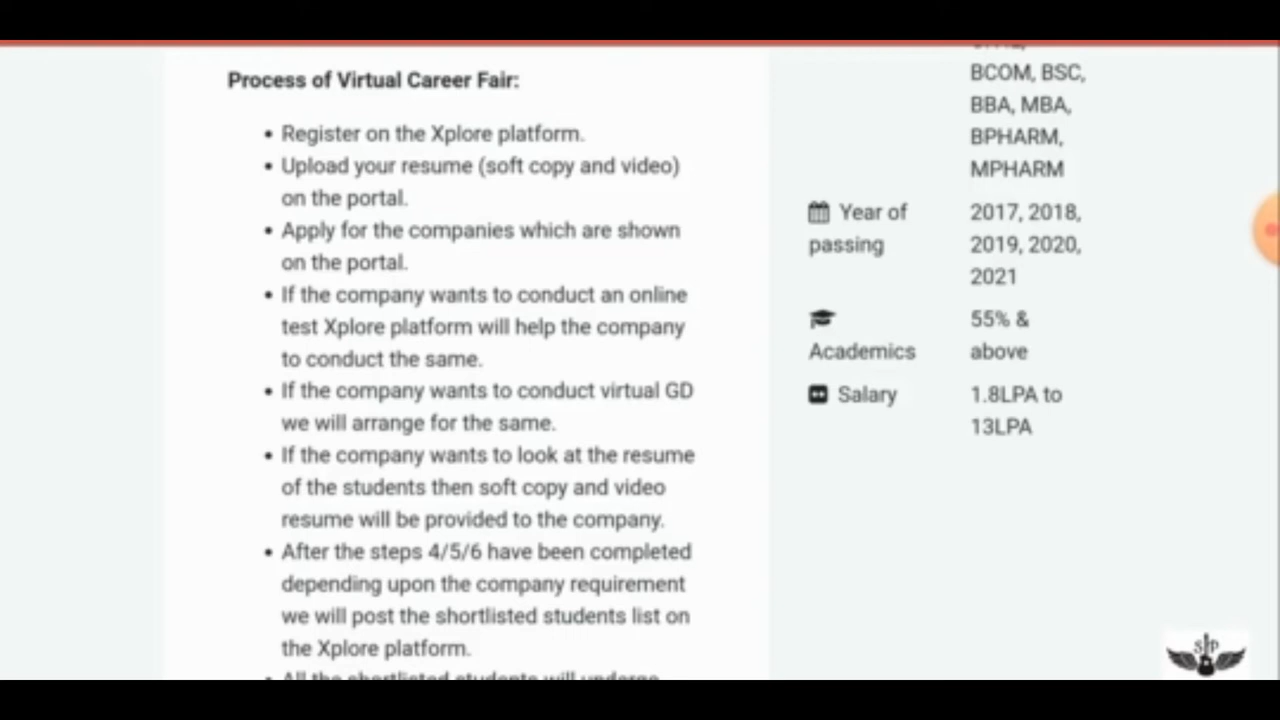 Process of Virtual Career Fair:
• Register on the Xplore platform.
• Upload your resume (soft copy and video)
on the portal.
• Apply for the companies which are shown
on the portal.
• If the company wants to conduct an online
test Xplore platform will help the company
to conduct the same.
• If the company wants to conduct virtual GD
we will arrange for the same.
• If the company wants to look at the resume
of the students then soft copy and video
resume will be provided to the company.
• After the steps 4/5/6 have been completed
depending upon the company requirement
we will post the shortlisted students list on
the Xplore platform.
• All the shortlisted students will undergo
BCOM, BSC,
BBA, MBA,
BPHARM,
MPHARM
Year of
passing
2017, 2018,
2019, 2020,
2021
Academics
55% &
above
Salary
1.8LPA to
13LPA